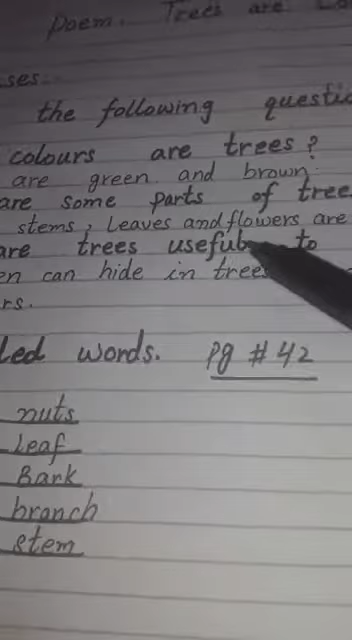 Poem. Trees are
ses.
the following questio
colours are trees?
are green and brown.
are some parts of tree
stems, Leaves and flowers are
are trees useful to
en can hide in trees
rs.
led words. Pg # 42
nuts
Leaf
Bark
branch
stem